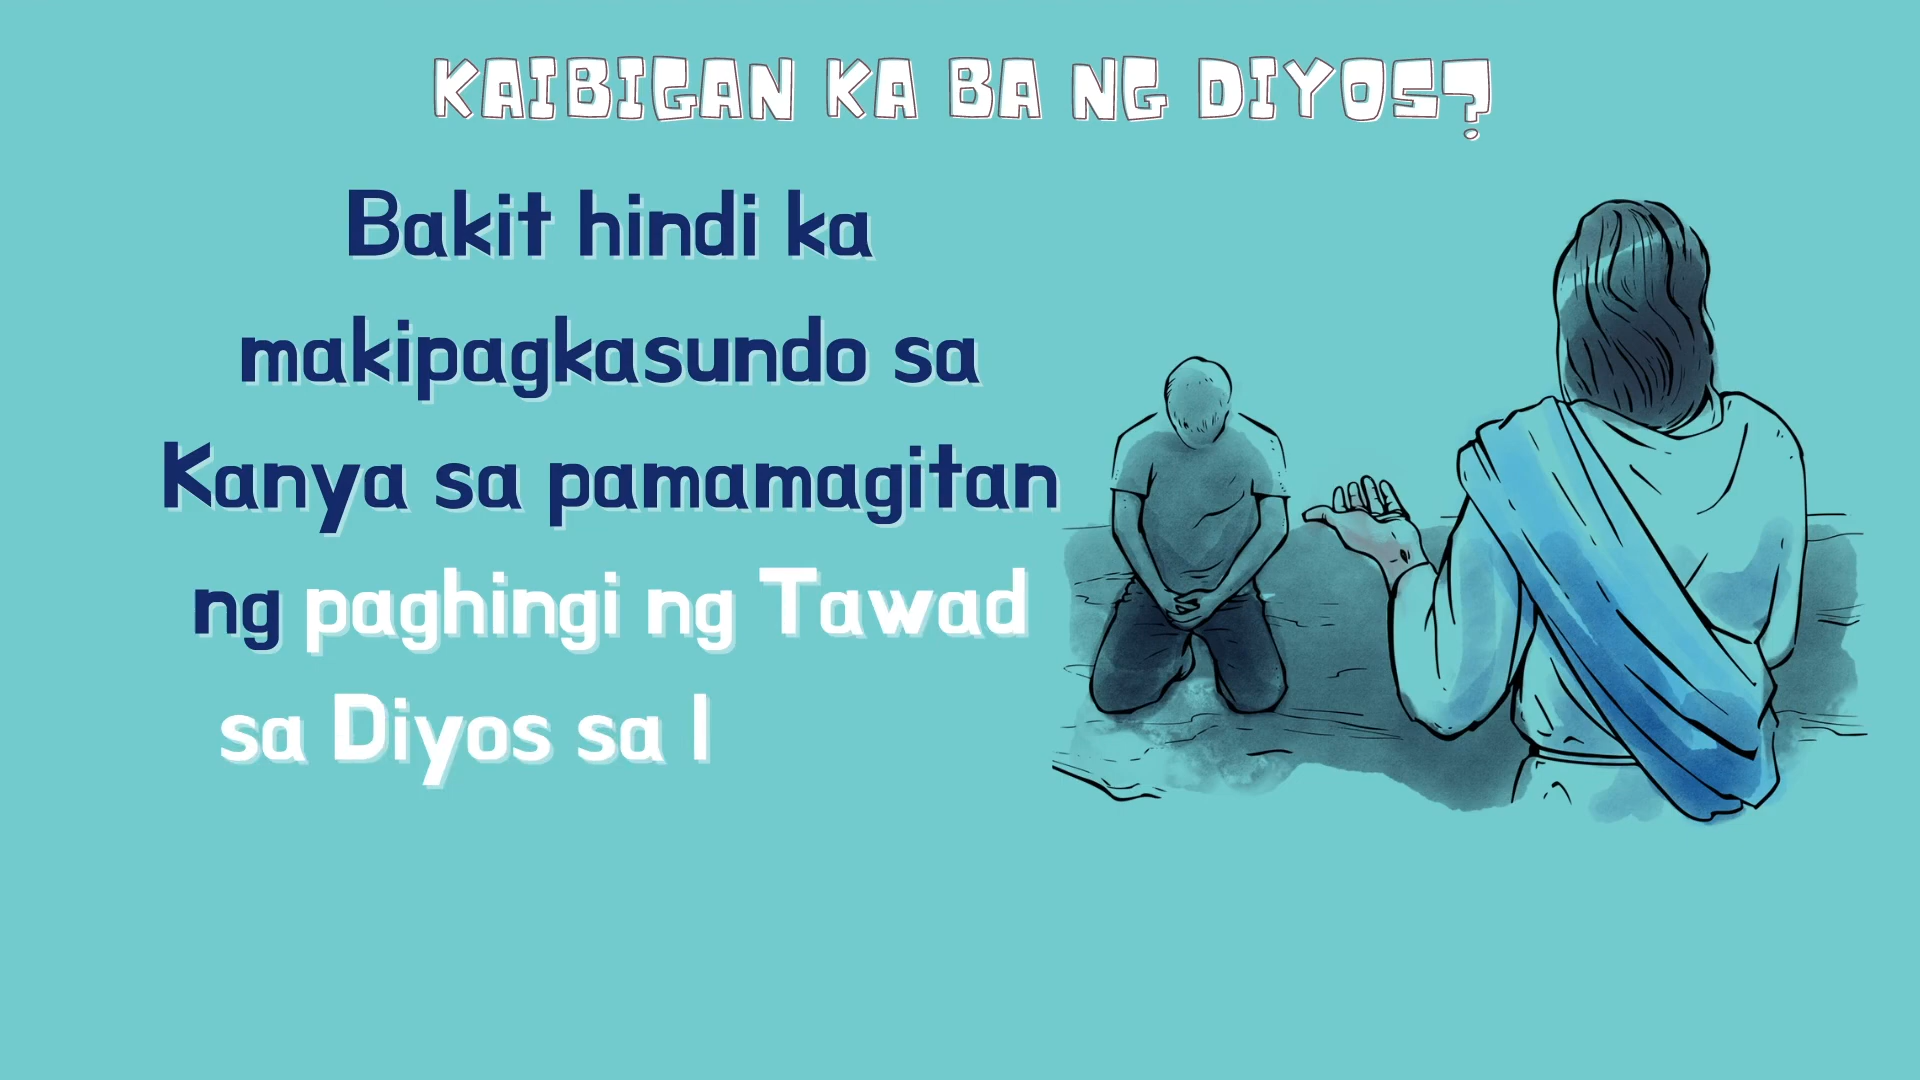 KAIBIGAN KA BA NG DIYOS?
Bakit hindi ka
makipagkasundo sa
Kanya sa pamamagitan
ng paghingi ng Tawad
sa Diyos sa I